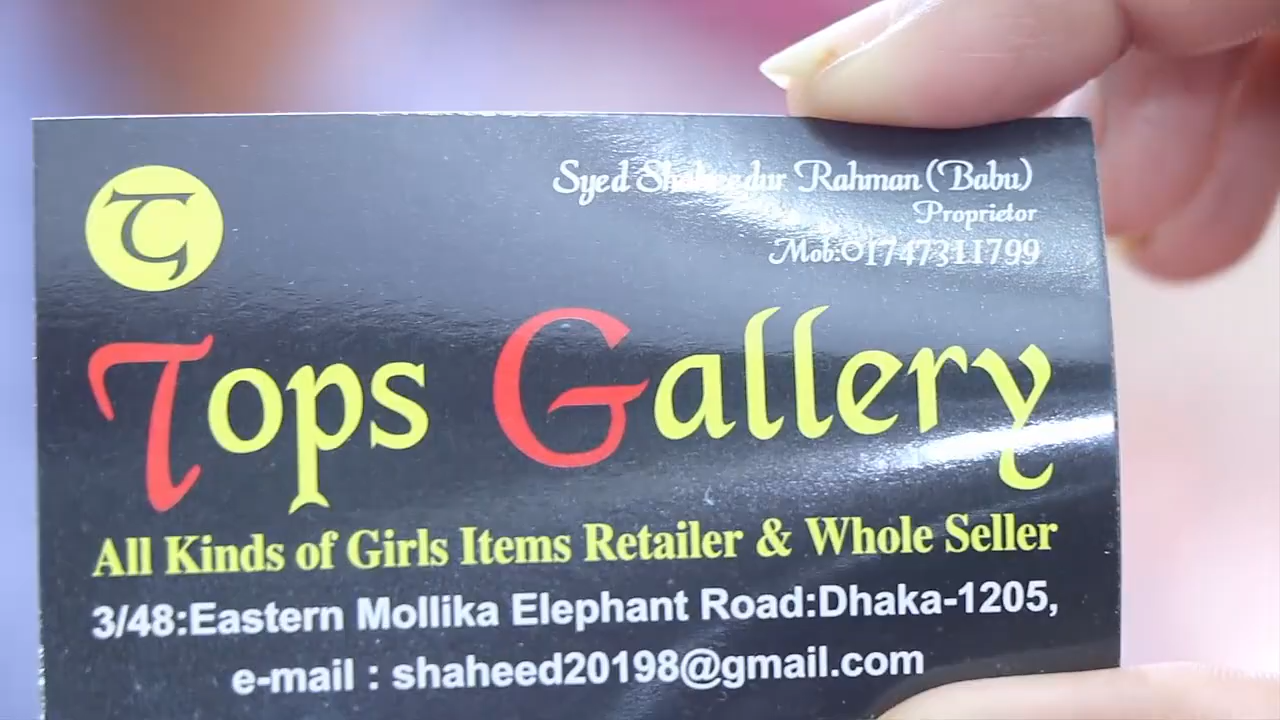 Syed Shaheedur Rahman (Babu)
Proprietor
Mob:01747311799
Tops Gallery
All Kinds of Girls Items Retailer & Whole Seller
3/48:Eastern Mollika Elephant Road:Dhaka-1205,
e-mail : shaheed20198@gmail.com